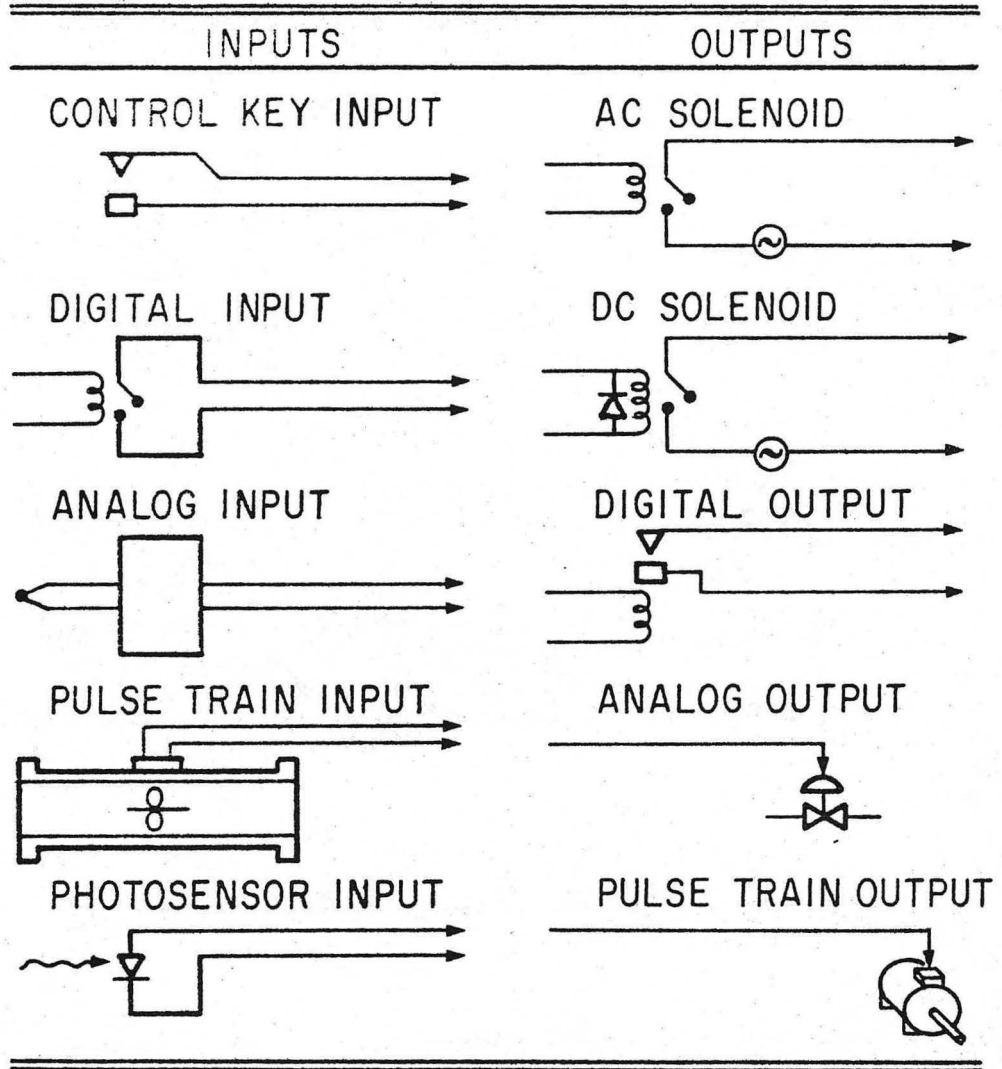 INPUTS OUTPUTS
CONTROL KEY INPUT
AC SOLENOID
DIGITAL INPUT
DC SOLENOID
ANALOG INPUT
DIGITAL OUTPUT
PULSE TRAIN INPUT
ANALOG OUTPUT
PHOTOSENSOR INPUT
PULSE TRAIN OUTPUT